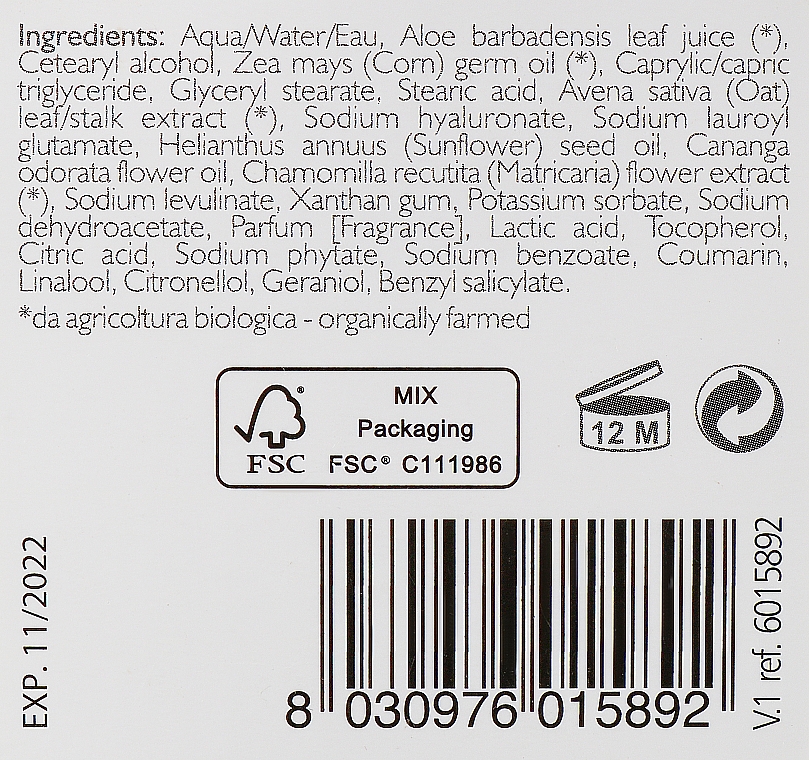 Ingredients: Aqua/Water/Eau, Aloe barbadensis leaf juice (*),
Cetearyl alcohol, Zea mays (Corn) germ oil (*), Caprylic/capric
triglyceride, Glyceryl stearate, Stearic acid, Avena sativa (Oat)
leaf/stalk extract (*), Sodium hyaluronate, Sodium lauroyl
glutamate, Helianthus annuus (Sunflower) seed oil, Cananga
odorata flower oil, Chamomilla recutita (Matricaria) flower extract
(*), Sodium levulinate, Xanthan gum, Potassium sorbate, Sodium
dehydroacetate, Parfum [Fragrance], Lactic acid, Tocopherol,
Citric acid, Sodium phytate, Sodium benzoate, Coumarin,
Linalool, Citronellol, Geraniol, Benzyl salicylate.
*da agricoltura biologica - organically farmed
MIX
Packaging
FSC® C111986
®
FSC
12 M
EXP. 11/2022
8 030976 015892
V.1 ref. 6015892